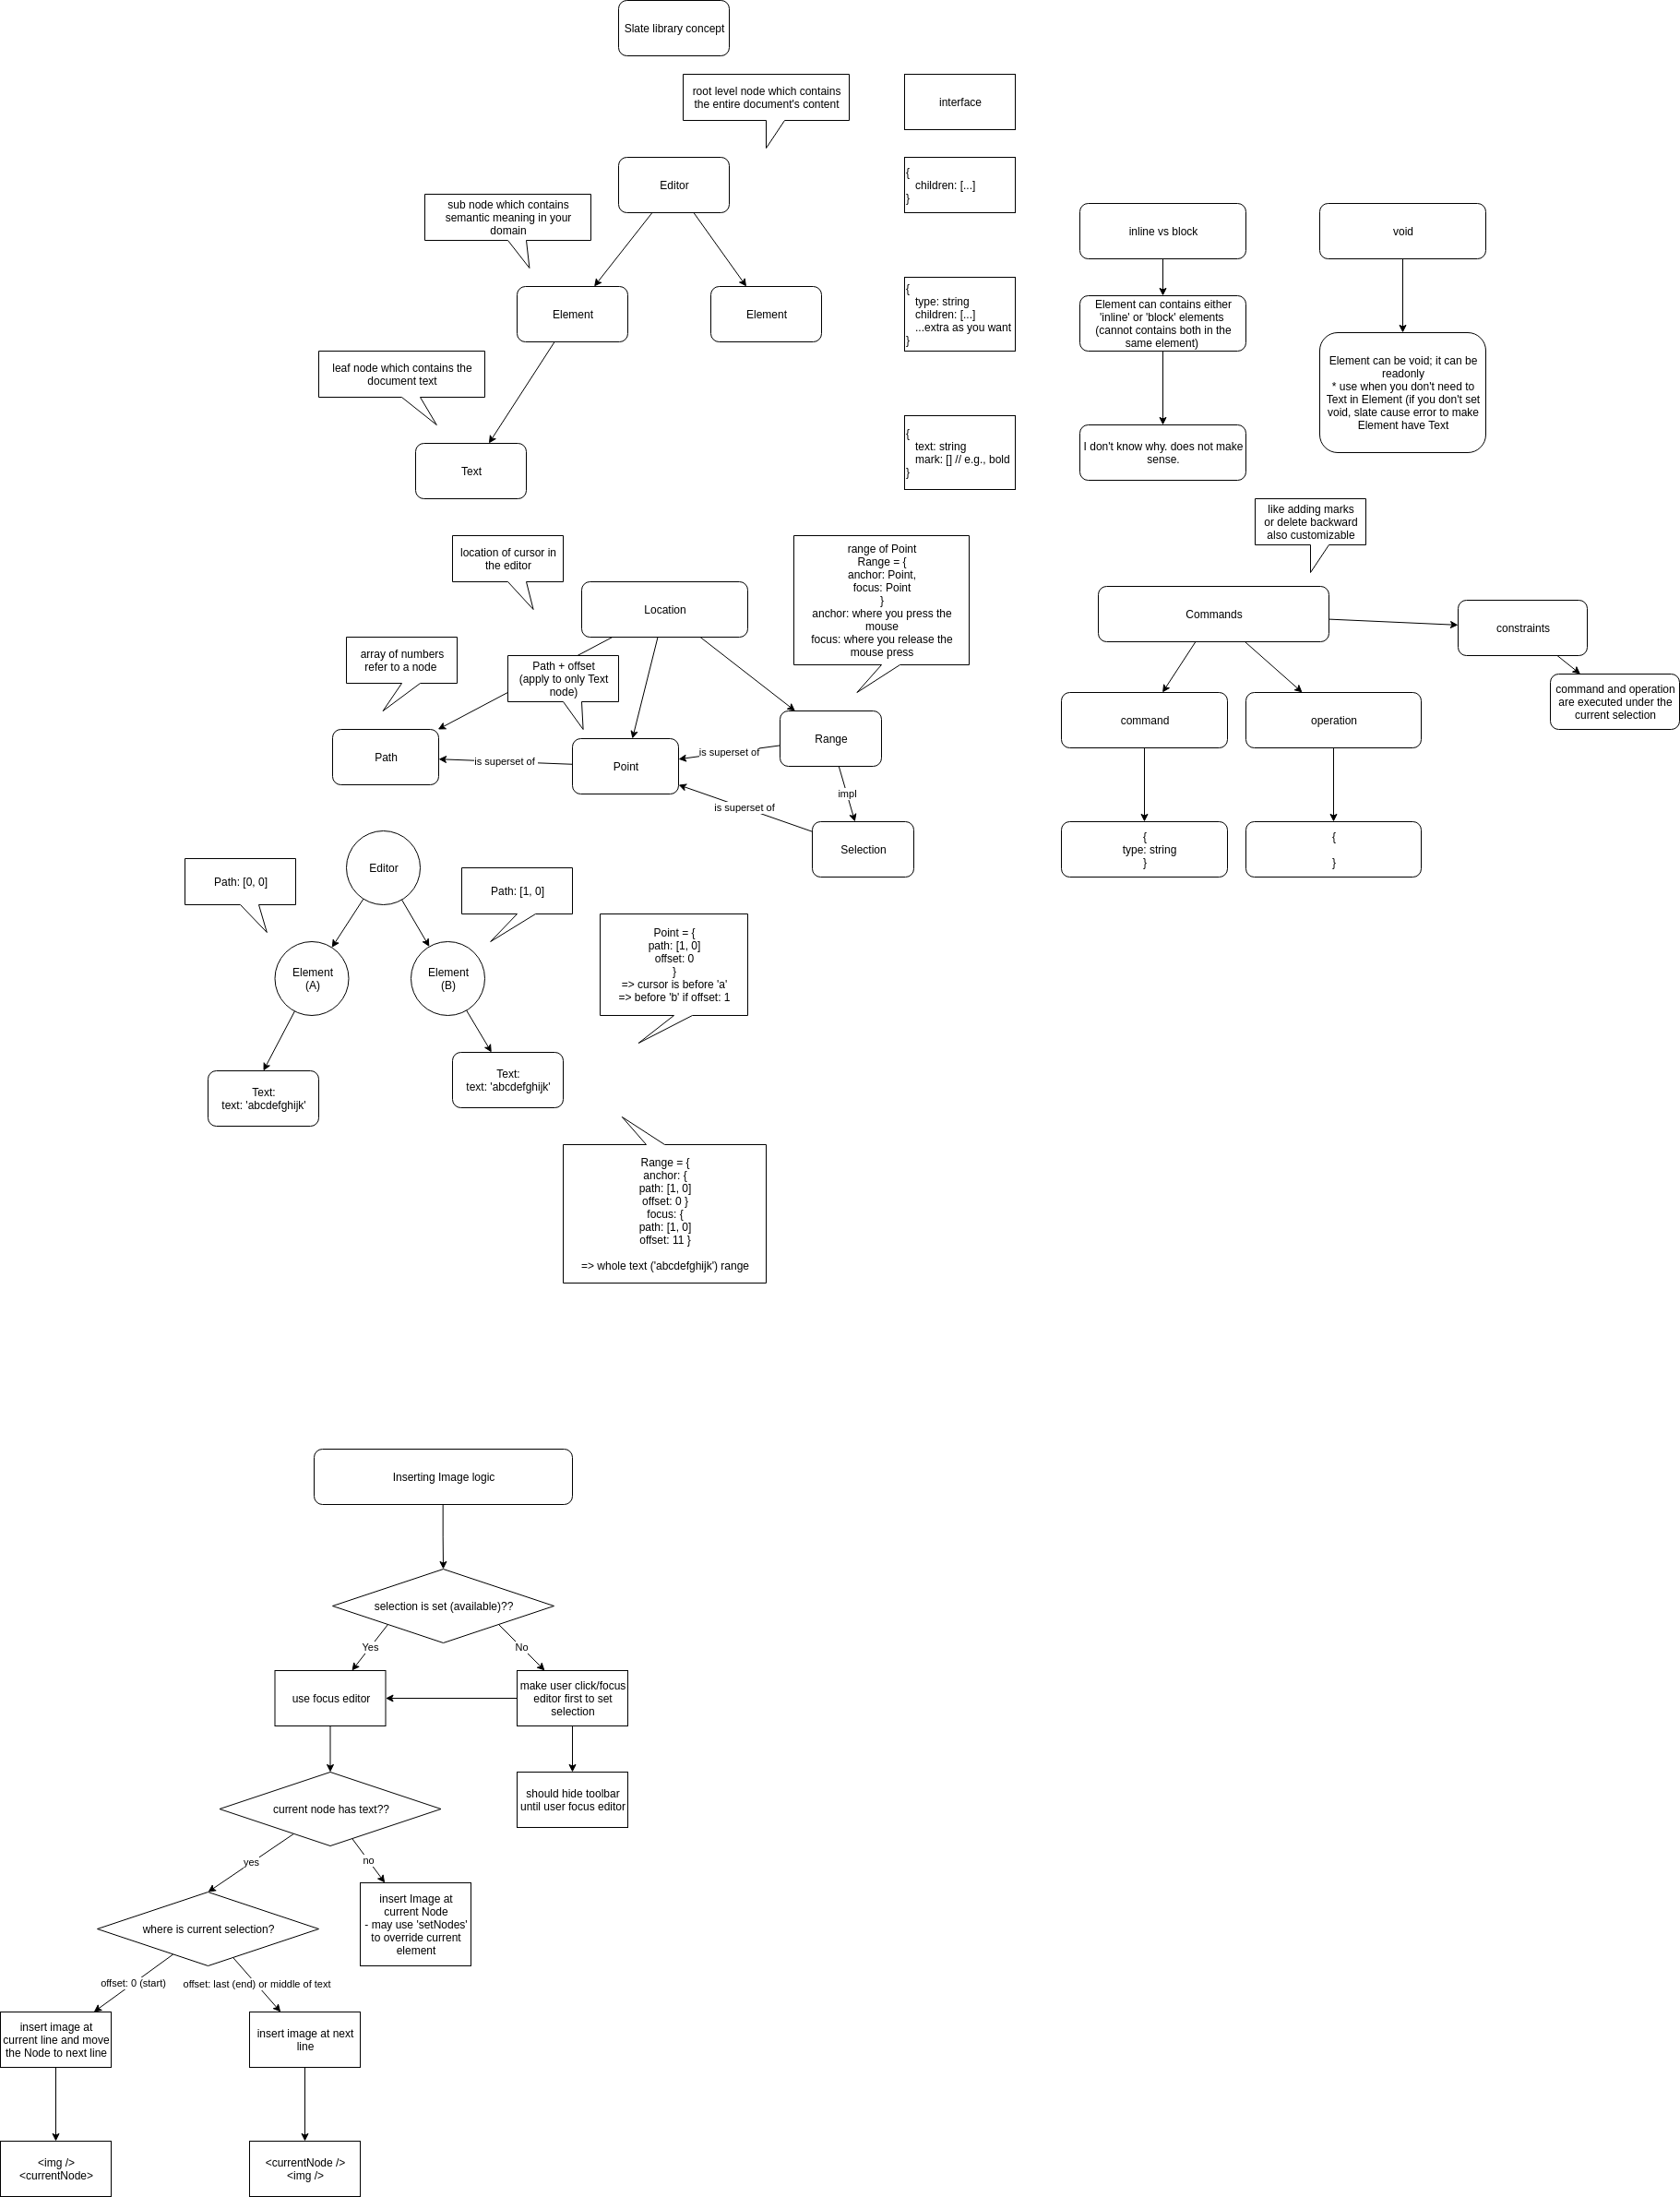 Slate library concept
root level node which contains
the entire document's content
interface
Editor
{
children: [...]
}
sub node which contains
semantic meaning in your
domain
inline vs block
void
Element
Element
{
type: string
children: [...]
...extra as you want
}
Element can contains either
'inline' or 'block' elements
(cannot contains both in the
same element)
Element can be void; it can be
readonly
* use when you don't need to
Text in Element (if you don't set
void, slate cause error to make
Element have Text
leaf node which contains the
document text
Text
{
text: string
mark: [] // e.g., bold
}
I don't know why. does not make
sense.
like adding marks
or delete backward
also customizable
location of cursor in
the editor
Location
range of Point
Range = {
anchor: Point,
focus: Point
}
anchor: where you press the
mouse
focus: where you release the
mouse press
Commands
constraints
array of numbers
refer to a node
Path + offset
(apply to only Text
node)
command and operation
are executed under the
current selection
command
operation
Path
is superset of
Point
is superset of
Range
impl
is superset of
Selection
{
type: string
}
{
}
Editor
Path: [0, 0]
Path: [1, 0]
Element
(A)
Element
(B)
Point = {
path: [1, 0]
offset: 0
}
=> cursor is before 'a'
=> before 'b' if offset: 1
Text:
text: 'abcdefghijk'
Text:
text: 'abcdefghijk'
Range = {
anchor: {
path: [1, 0]
offset: 0 }
focus: {
path: [1, 0]
offset: 11 }
=> whole text ('abcdefghijk') range
Inserting Image logic
selection is set (available)??
Yes
No
use focus editor
make user click/focus
editor first to set
selection
should hide toolbar
until user focus editor
current node has text??
yes
no
where is current selection?
insert Image at
current Node
- may use 'setNodes'
to override current
element
offset: 0 (start)
offset: last (end) or middle of text
insert image at
current line and move
the Node to next line
insert image at next
line
<img />
<currentNode>
<currentNode />
<img />